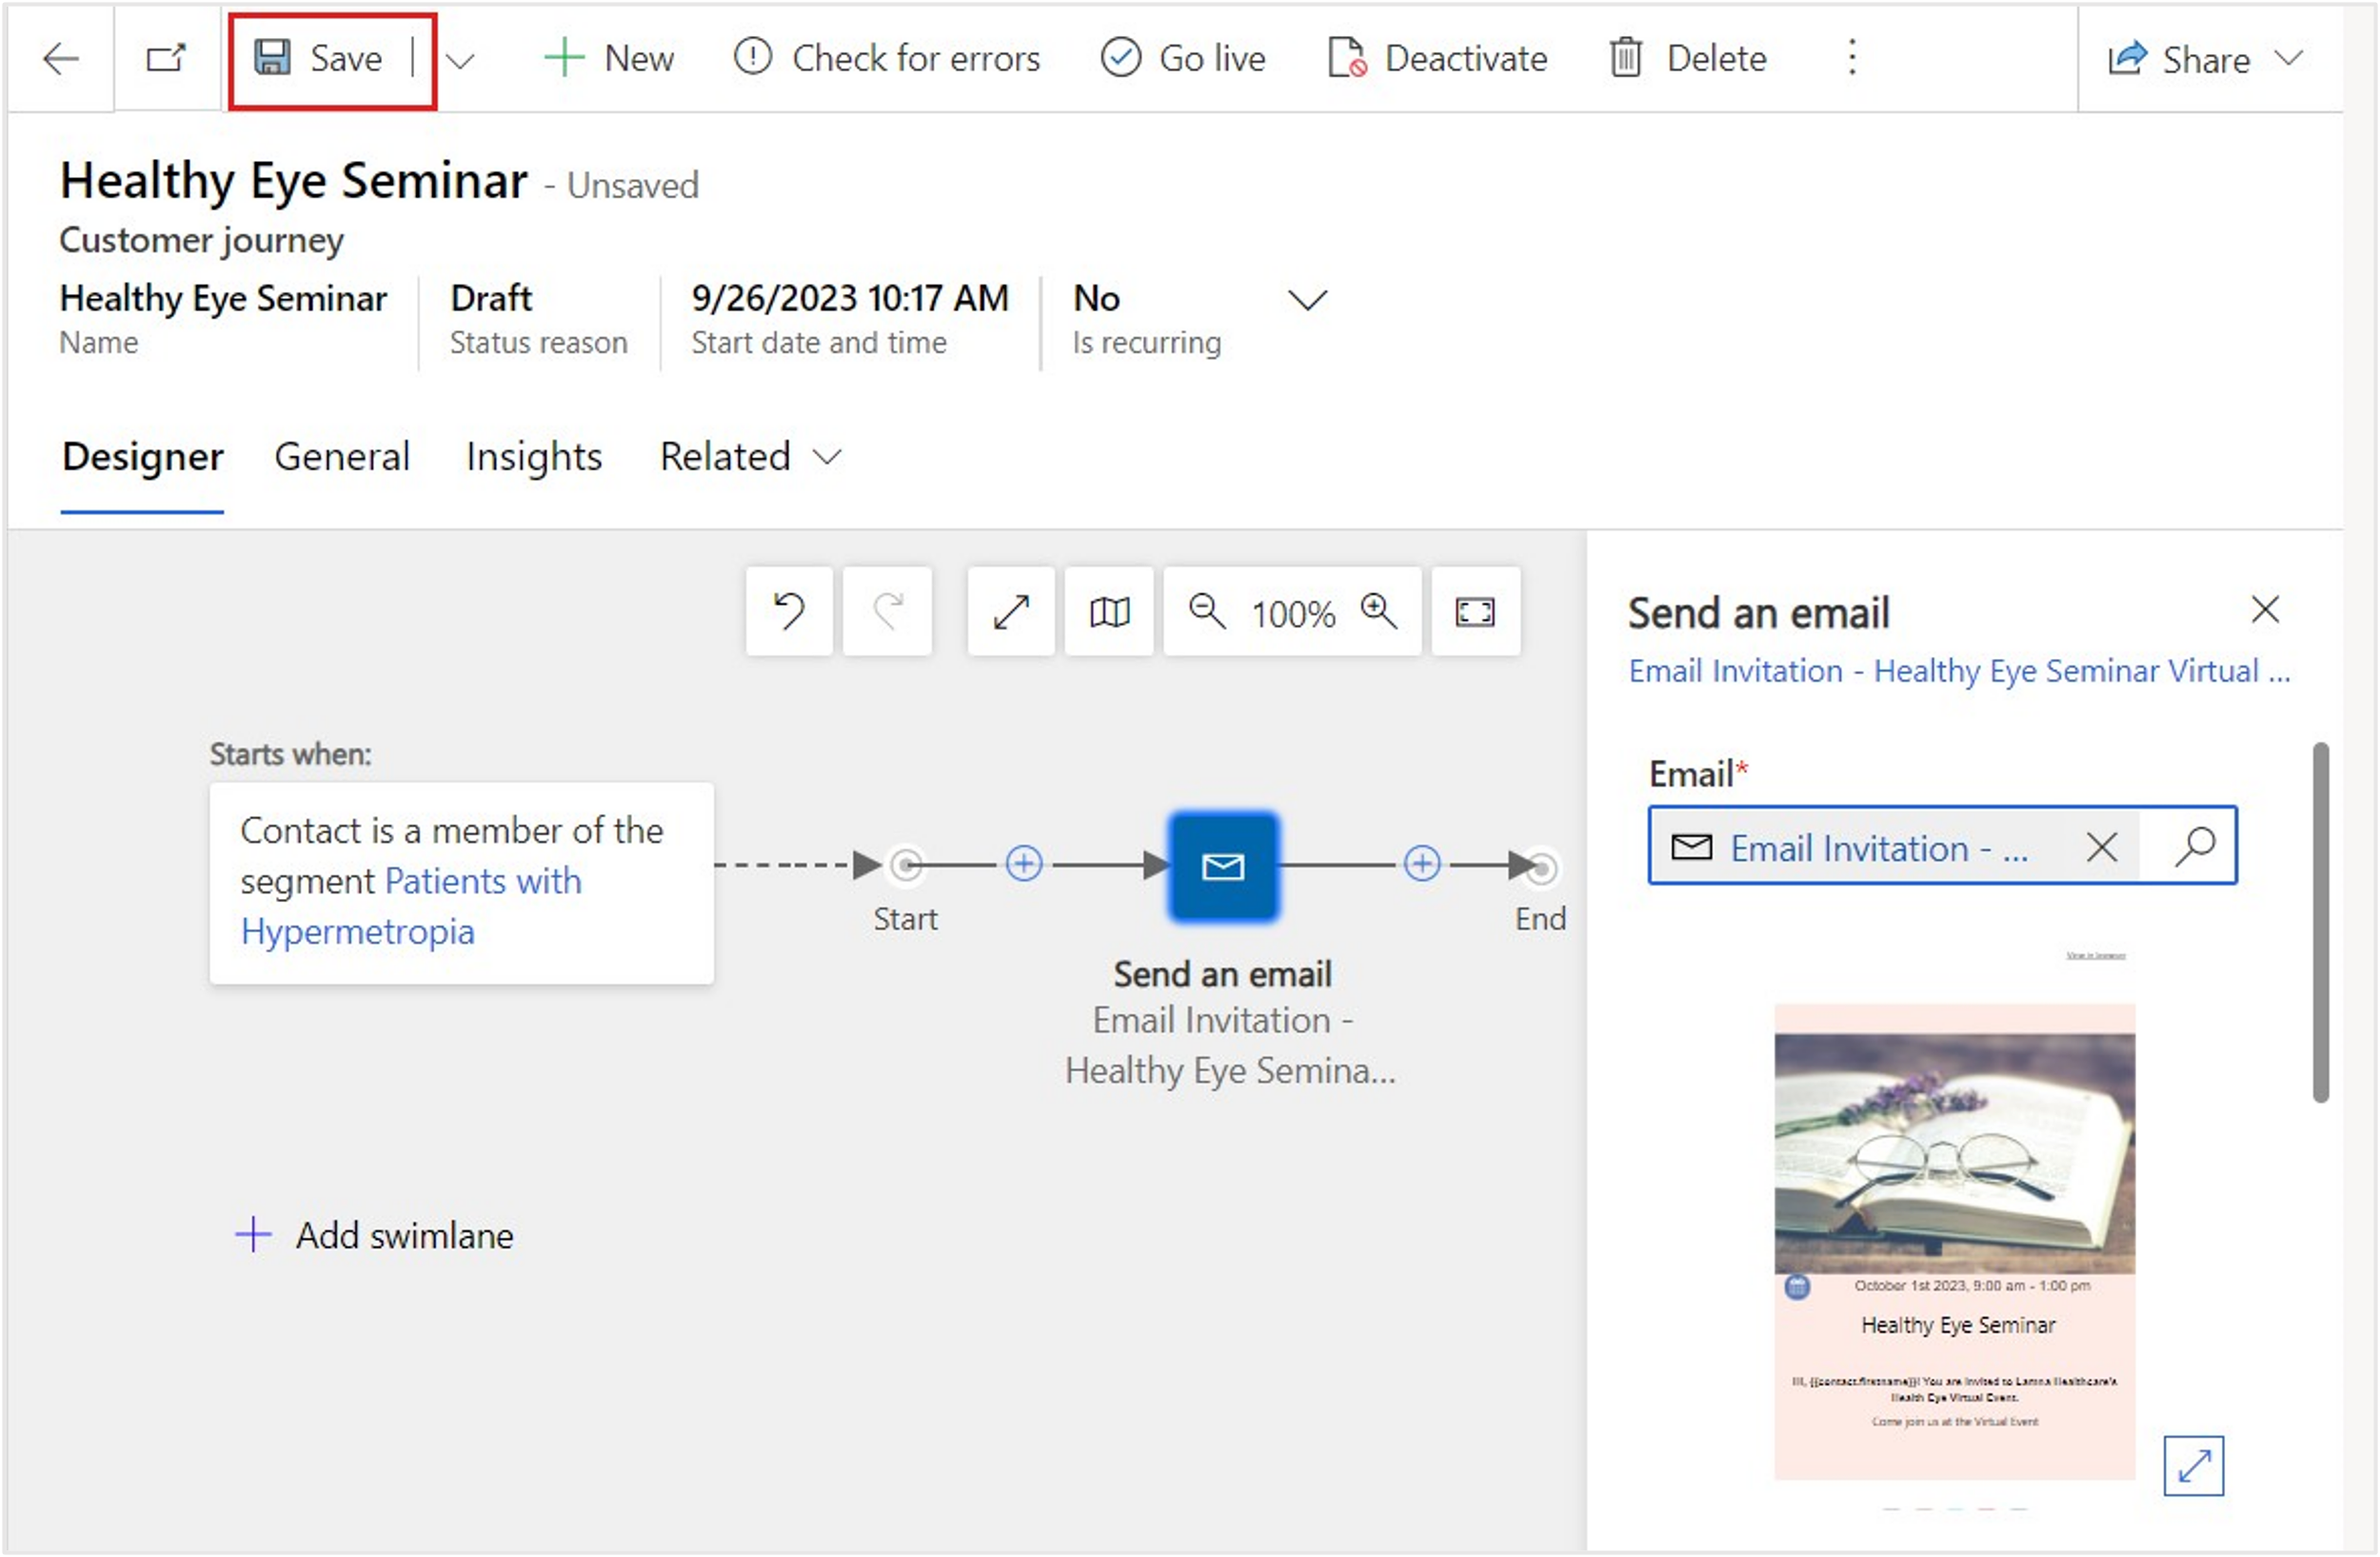 Save
New
Check for errors
Go live
Deactivate
Delete
Share
Healthy Eye Seminar - Unsaved
Customer journey
Healthy Eye Seminar
Name
Draft
Status reason
9/26/2023 10:17 AM
Start date and time
No
Is recurring
Designer
General
Insights
Related
100%
Starts when:
Contact is a member of the
segment Patients with
Hypermetropia
Start
Send an email
Email Invitation -
Healthy Eye Semina...
End
Add swimlane
Send an email
Email Invitation - Healthy Eye Seminar Virtual ...
Email*
Email Invitation - ...
View in browser
October 1st 2023, 9:00 am - 1:00 pm
Healthy Eye Seminar
Hi, {{contact.firstname}}! You are invited to Lamna Healthcare's
Health Eye Virtual Event.
Come join us at the Virtual Event